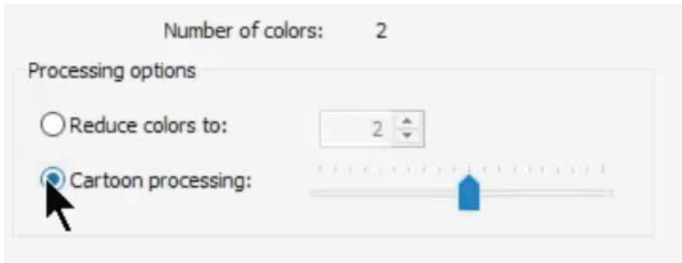 Number of colors: 2
Processing options
Reduce colors to: 2
Cartoon processing: